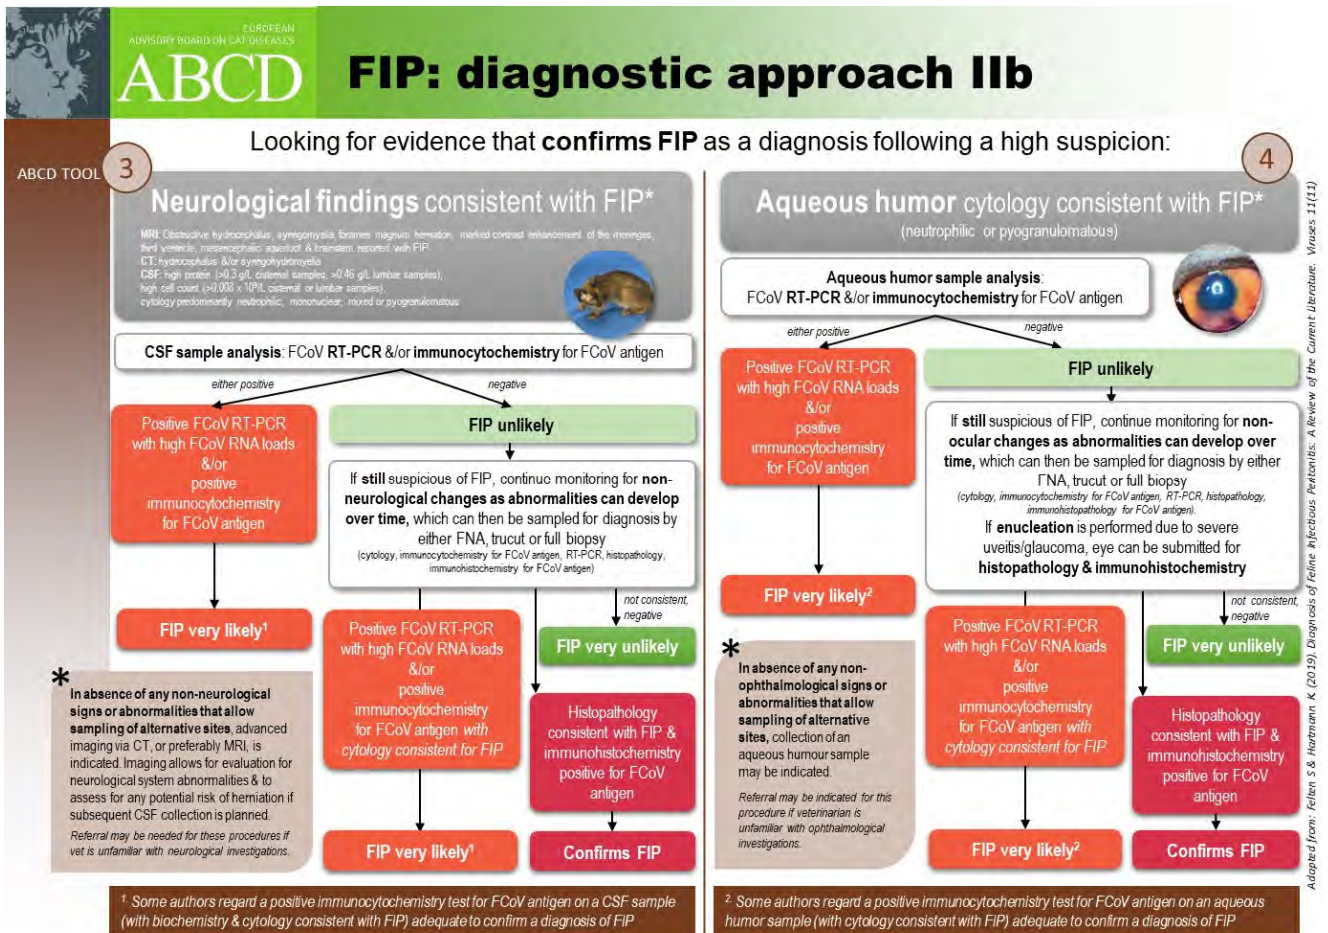 EUROPEAN
ADVISORY BOARD ON CAT DISEASES
ABCD
FIP: diagnostic approach IIb
Looking for evidence that confirms FIP as a diagnosis following a high suspicion:
ABCD TOOL
3
Neurological findings consistent with FIP*
MRI: Obstructive hydrocephalus, syringomyelia, foramen magnum herniation, marked contrast enhancement of the meninges,
third ventricle, mesencephalic aqueduct & brainstem reported with FIP
CT: hydrocephalus &/or syringohydromyelia
CSF: high protein (>0.3 g/L cisternal samples, >0.46 g/L lumbar samples),
high cell count (>0.008 x 10⁹/L cisternal or lumbar samples),
cytology predominantly neutrophilic, mononuclear, mixed or pyogranulomatous
CSF sample analysis: FCoV RT-PCR &/or immunocytochemistry for FCoV antigen
either positive
negative
Positive FCoV RT-PCR
with high FCoV RNA loads
&/or
positive
immunocytochemistry
for FCoV antigen
FIP unlikely
If still suspicious of FIP, continue monitoring for non-
neurological changes as abnormalities can develop
over time, which can then be sampled for diagnosis by
either FNA, trucut or full biopsy
(cytology, immunocytochemistry for FCoV antigen, RT-PCR, histopathology,
immunohistochemistry for FCoV antigen)
not consistent,
negative
FIP very likely¹
Positive FCoV RT-PCR
with high FCoV RNA loads
&/or
positive
immunocytochemistry
for FCoV antigen with
cytology consistent for FIP
FIP very unlikely
Histopathology
consistent with FIP &
immunohistochemistry
positive for FCoV
antigen
FIP very likely¹
Confirms FIP
*
In absence of any non-neurological
signs or abnormalities that allow
sampling of alternative sites, advanced
imaging via CT, or preferably MRI, is
indicated. Imaging allows for evaluation for
neurological system abnormalities & to
assess for any potential risk of herniation if
subsequent CSF collection is planned.
Referral may be needed for these procedures if
vet is unfamiliar with neurological investigations.
¹. Some authors regard a positive immunocytochemistry test for FCoV antigen on a CSF sample
(with biochemistry & cytology consistent with FIP) adequate to confirm a diagnosis of FIP
4
Aqueous humor cytology consistent with FIP*
(neutrophilic or pyogranulomatous)
Aqueous humor sample analysis:
FCoV RT-PCR &/or immunocytochemistry for FCoV antigen
either positive
negative
Positive FCoV RT-PCR
with high FCoV RNA loads
&/or
positive
immunocytochemistry
for FCoV antigen
FIP unlikely
If still suspicious of FIP, continue monitoring for non-
ocular changes as abnormalities can develop over
time, which can then be sampled for diagnosis by either
FNA, trucut or full biopsy
(cytology, immunocytochemistry for FCoV antigen, RT-PCR, histopathology,
immunohistopathology for FCoV antigen).
If enucleation is performed due to severe
uveitis/glaucoma, eye can be submitted for
histopathology & immunohistochemistry
not consistent,
negative
FIP very likely²
Positive FCoV RT-PCR
with high FCoV RNA loads
&/or
positive
immunocytochemistry
for FCoV antigen with
cytology consistent for FIP
FIP very unlikely
Histopathology
consistent with FIP &
immunohistochemistry
positive for FCoV
antigen
FIP very likely²
Confirms FIP
*
In absence of any non-
ophthalmological signs or
abnormalities that allow
sampling of alternative
sites, collection of an
aqueous humour sample
may be indicated.
Referral may be indicated for this
procedure if veterinarian is
unfamiliar with ophthalmological
investigations.
². Some authors regard a positive immunocytochemistry test for FCoV antigen on an aqueous
humor sample (with cytology consistent with FIP) adequate to confirm a diagnosis of FIP
Adapted from: Felten S & Hartmann K (2019). Diagnosis of Feline Infectious Peritonitis: A Review of the Current Literature. Viruses 11(11)